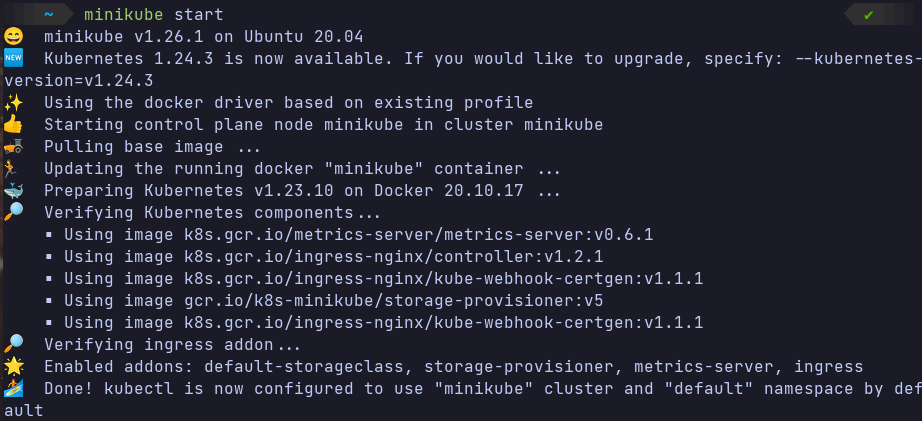 ~ minikube start ✔
😄 minikube v1.26.1 on Ubuntu 20.04
🆕 Kubernetes 1.24.3 is now available. If you would like to upgrade, specify: --kubernetes-
version=v1.24.3
✨ Using the docker driver based on existing profile
👍 Starting control plane node minikube in cluster minikube
🚜 Pulling base image ...
🏃 Updating the running docker "minikube" container ...
🐳 Preparing Kubernetes v1.23.10 on Docker 20.10.17 ...
🔎 Verifying Kubernetes components...
▪ Using image k8s.gcr.io/metrics-server/metrics-server:v0.6.1
▪ Using image k8s.gcr.io/ingress-nginx/controller:v1.2.1
▪ Using image k8s.gcr.io/ingress-nginx/kube-webhook-certgen:v1.1.1
▪ Using image gcr.io/k8s-minikube/storage-provisioner:v5
▪ Using image k8s.gcr.io/ingress-nginx/kube-webhook-certgen:v1.1.1
🔎 Verifying ingress addon...
🌟 Enabled addons: default-storageclass, storage-provisioner, metrics-server, ingress
🏄 Done! kubectl is now configured to use "minikube" cluster and "default" namespace by def
ault